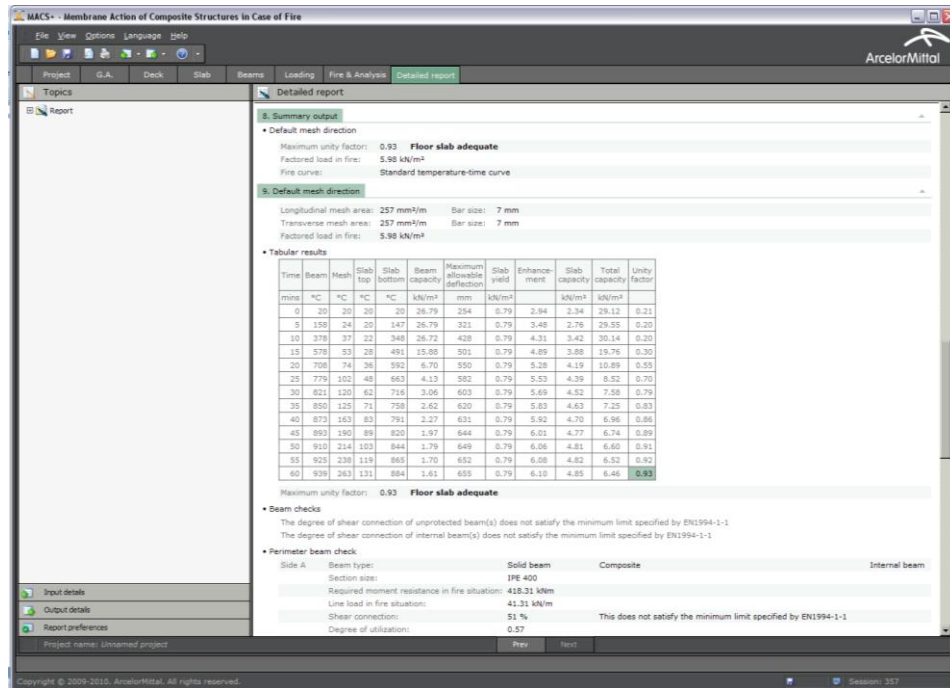 MACS+ - Membrane Action of Composite Structures in Case of Fire
File View Options Language Help
ArcelorMittal
Project G.A. Deck Slab Beams Loading Fire & Analysis Detailed report
Topics
Report
Detailed report
8. Summary output
• Default mesh direction
Maximum unity factor: 0.93 Floor slab adequate
Factored load in fire: 5.98 kN/m²
Fire curve: Standard temperature-time curve
9. Default mesh direction
Longitudinal mesh area: 257 mm²/m Bar size: 7 mm
Transverse mesh area: 257 mm²/m Bar size: 7 mm
Factored load in fire: 5.98 kN/m²
• Tabular results
Time Beam Mesh Slab top Slab bottom Beam capacity Maximum allowable deflection Slab yield Enhance-ment Slab capacity Total capacity Unity factor
mins °C °C °C °C kN/m² mm kN/m² kN/m² kN/m²
0 20 20 20 20 26.79 254 0.79 2.94 2.34 29.12 0.21
5 158 24 20 147 26.79 321 0.79 3.48 2.76 29.55 0.20
10 378 37 22 348 26.72 428 0.79 4.31 3.42 30.14 0.20
15 578 53 28 491 15.88 501 0.79 4.89 3.88 19.76 0.30
20 708 74 36 592 6.70 550 0.79 5.28 4.19 10.89 0.55
25 779 102 48 663 4.13 582 0.79 5.53 4.39 8.52 0.70
30 821 120 62 716 3.06 603 0.79 5.69 4.52 7.58 0.79
35 850 125 71 758 2.62 620 0.79 5.83 4.63 7.25 0.83
40 873 163 83 791 2.27 631 0.79 5.92 4.70 6.96 0.86
45 893 190 89 820 1.97 644 0.79 6.01 4.77 6.74 0.89
50 910 214 103 844 1.79 649 0.79 6.06 4.81 6.60 0.91
55 925 238 119 865 1.70 652 0.79 6.08 4.82 6.52 0.92
60 939 263 131 884 1.61 655 0.79 6.10 4.85 6.46 0.93
Maximum unity factor: 0.93 Floor slab adequate
• Beam checks
The degree of shear connection of unprotected beam(s) does not satisfy the minimum limit specified by EN1994-1-1
The degree of shear connection of internal beam(s) does not satisfy the minimum limit specified by EN1994-1-1
• Perimeter beam check
Side A Beam type: Solid beam Composite Internal beam
Section size: IPE 400
Required moment resistance in fire situation: 418.31 kNm
Line load in fire situation: 41.31 kN/m
Shear connection: 51 % This does not satisfy the minimum limit specified by EN1994-1-1
Degree of utilization: 0.57
Input details
Output details
Report preferences
Project name: Unnamed project Prev Next
Copyright © 2009-2010. ArcelorMittal. All rights reserved. Session: 357